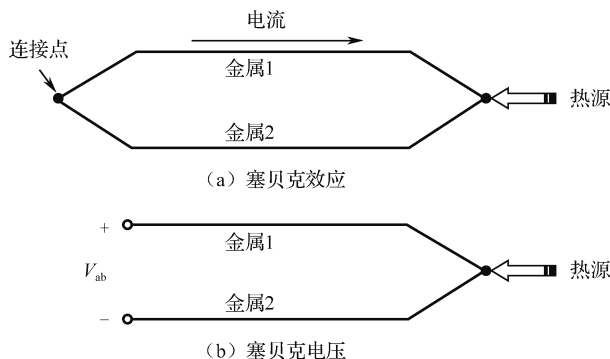 电流
连接点
金属1
热源
金属2
（a）塞贝克效应
+
金属1
Vab
热源
金属2
−
（b）塞贝克电压